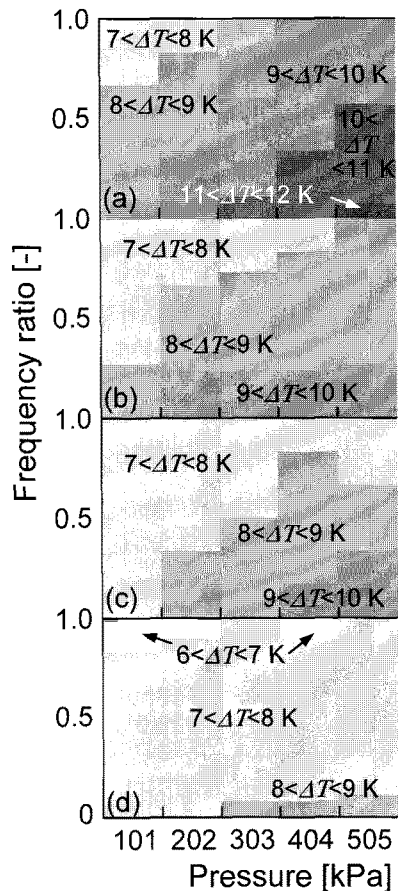 1.0
7<ΔT<8 K
9<ΔT<10 K
8<ΔT<9 K
0.5
10<
ΔT
<11 K
11<ΔT<12 K
(a)
1.0
7<ΔT<8 K
0.5
8<ΔT<9 K
9<ΔT<10 K
(b)
1.0
7<ΔT<8 K
0.5
8<ΔT<9 K
9<ΔT<10 K
(c)
1.0
6<ΔT<7 K
7<ΔT<8 K
0.5
8<ΔT<9 K
(d)
0
Frequency ratio [-]
101 202 303 404 505
Pressure [kPa]